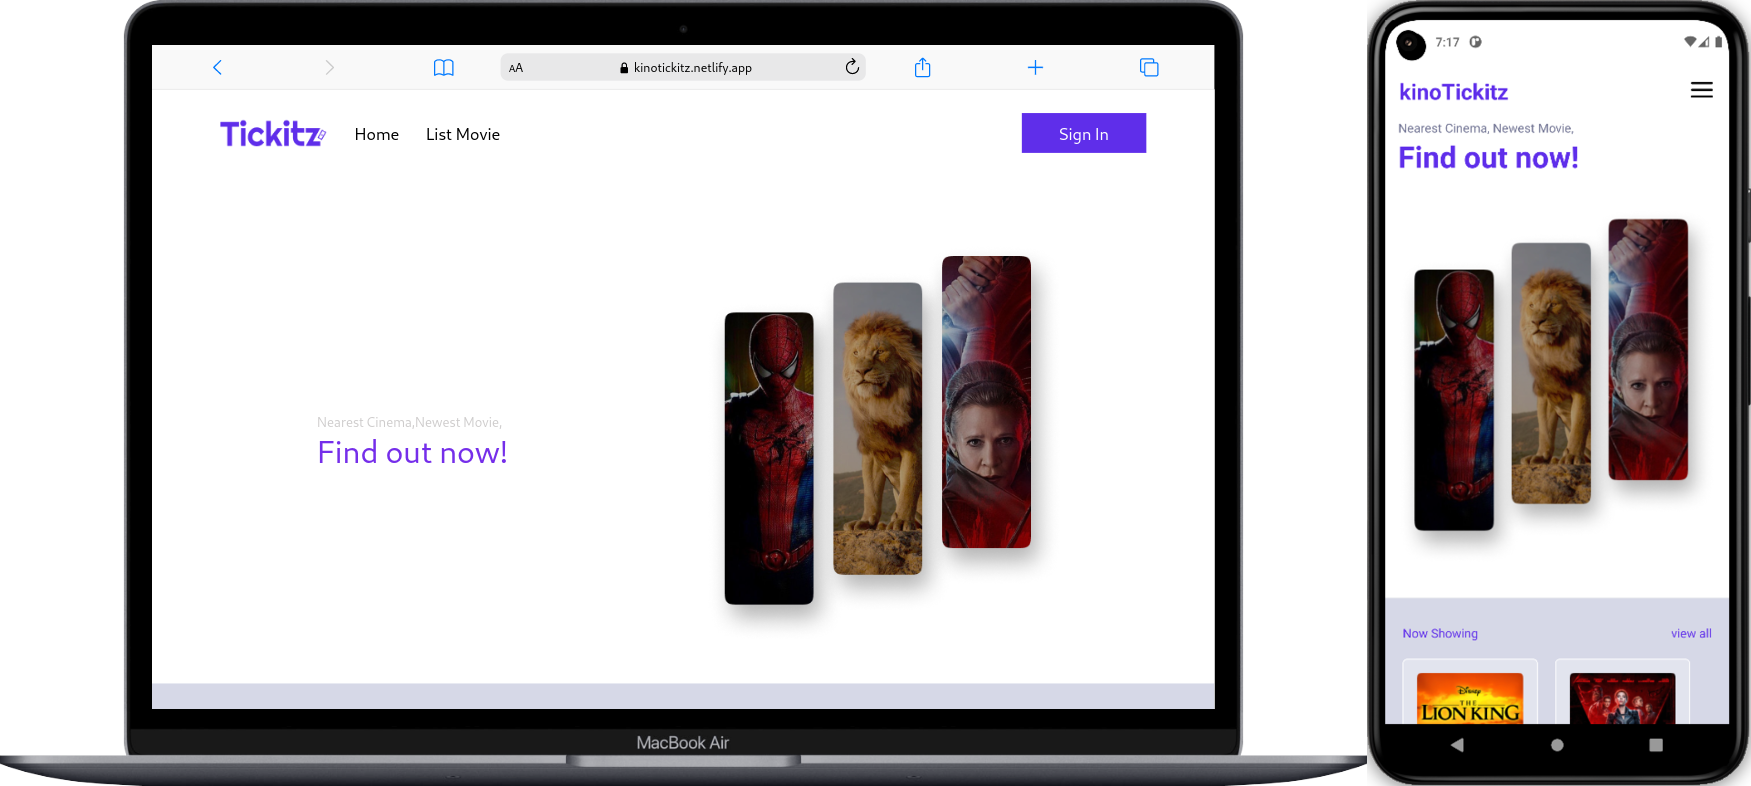 AA kinotickitz.netlify.app
Tickitz Home List Movie Sign In
Nearest Cinema,Newest Movie,
Find out now!
MacBook Air
7:17
kinoTickitz
Nearest Cinema, Newest Movie,
Find out now!
Now Showing view all
Disney
THE
LION KING